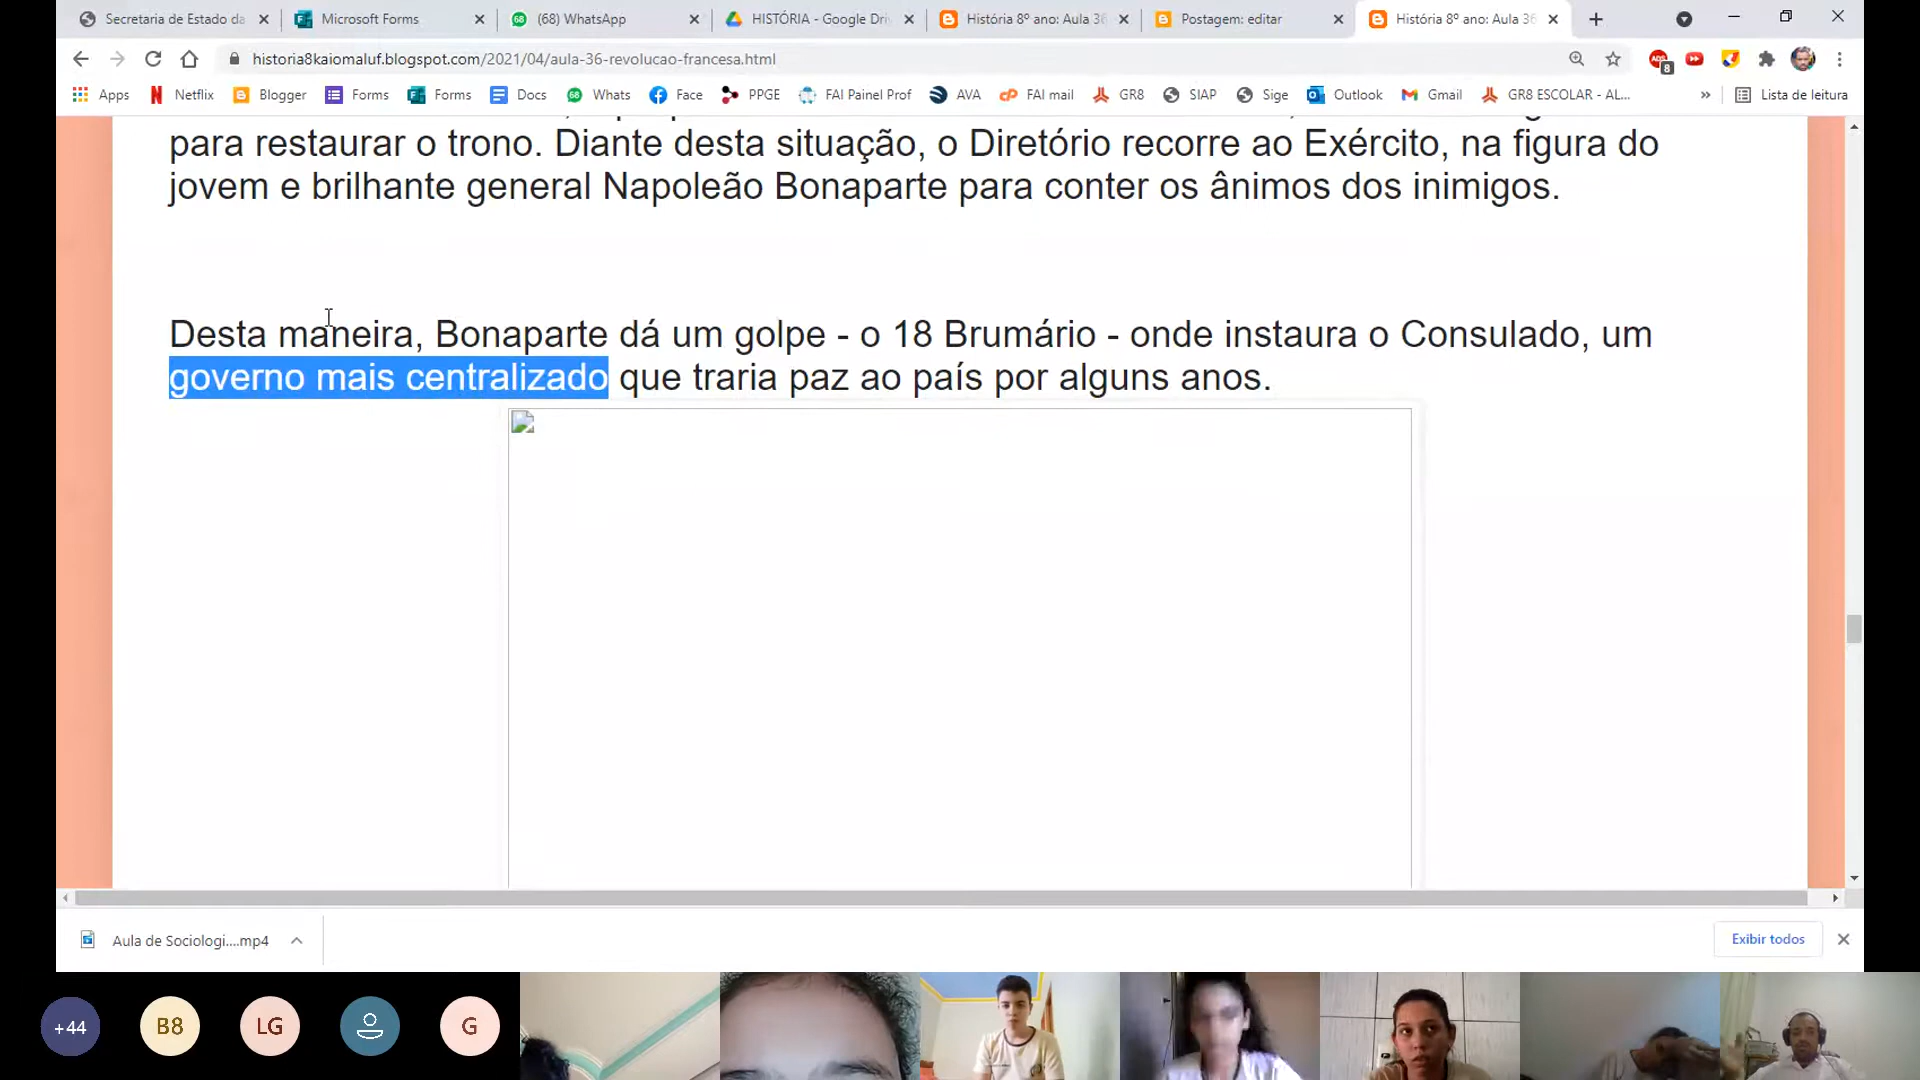 Secretaria de Estado da
Microsoft Forms
(68) WhatsApp
HISTÓRIA - Google Dri
História 8º ano: Aula 36
Postagem: editar
História 8º ano: Aula 36
historia8kaiomaluf.blogspot.com/2021/04/aula-36-revolucao-francesa.html
Apps Netflix Blogger Forms Forms Docs Whats Face PPGE FAI Painel Prof AVA FAI mail GR8 SIAP Sige Outlook Gmail GR8 ESCOLAR - AL... » Lista de leitura
para restaurar o trono. Diante desta situação, o Diretório recorre ao Exército, na figura do
jovem e brilhante general Napoleão Bonaparte para conter os ânimos dos inimigos.
Desta maneira, Bonaparte dá um golpe - o 18 Brumário - onde instaura o Consulado, um
governo mais centralizado que traria paz ao país por alguns anos.
Aula de Sociologi....mp4
Exibir todos
+44 B8 LG G